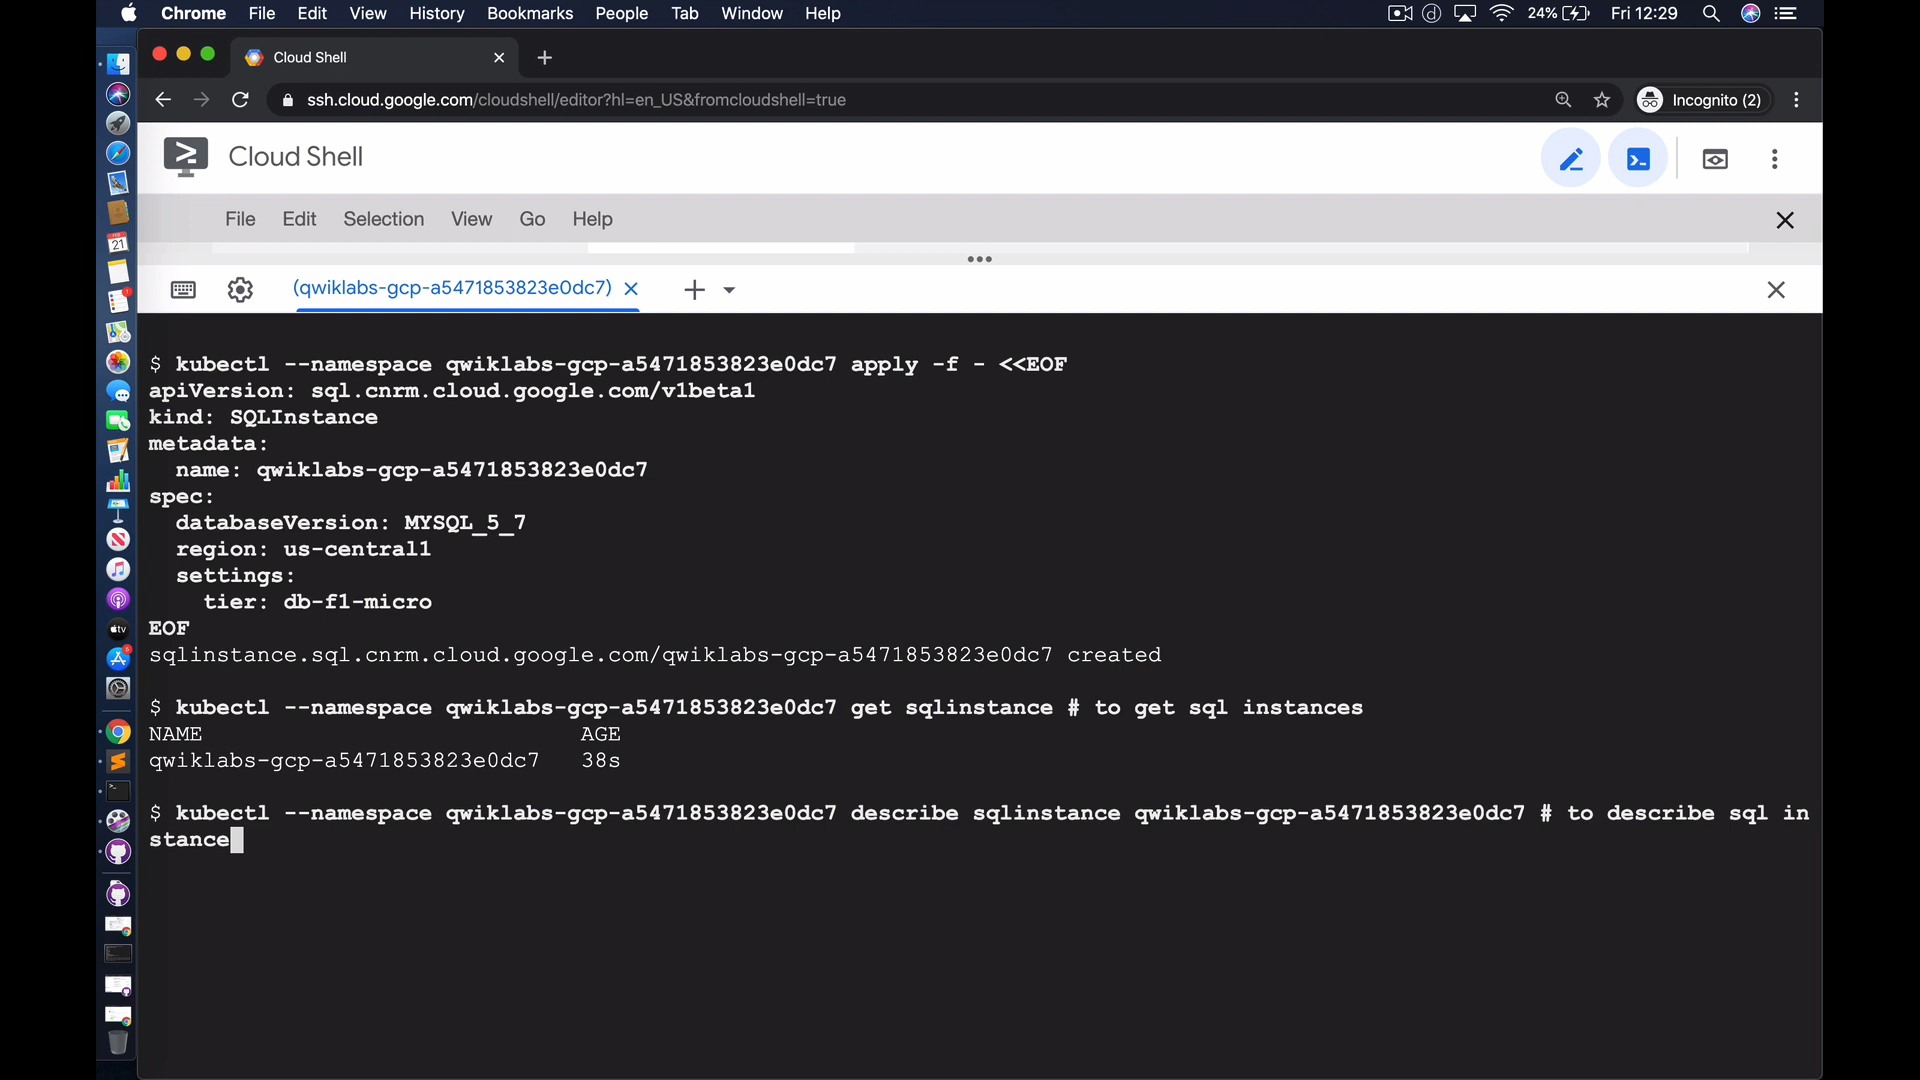 Chrome File Edit View History Bookmarks People Tab Window Help
24% Fri 12:29
Cloud Shell
ssh.cloud.google.com/cloudshell/editor?hl=en_US&fromcloudshell=true
Incognito (2)
Cloud Shell
File Edit Selection View Go Help
(qwiklabs-gcp-a5471853823e0dc7)
$ kubectl --namespace qwiklabs-gcp-a5471853823e0dc7 apply -f - <<EOF
apiVersion: sql.cnrm.cloud.google.com/v1beta1
kind: SQLInstance
metadata:
  name: qwiklabs-gcp-a5471853823e0dc7
spec:
  databaseVersion: MYSQL_5_7
  region: us-central1
  settings:
    tier: db-f1-micro
EOF
sqlinstance.sql.cnrm.cloud.google.com/qwiklabs-gcp-a5471853823e0dc7 created
$ kubectl --namespace qwiklabs-gcp-a5471853823e0dc7 get sqlinstance # to get sql instances
NAME AGE
qwiklabs-gcp-a5471853823e0dc7 38s
$ kubectl --namespace qwiklabs-gcp-a5471853823e0dc7 describe sqlinstance qwiklabs-gcp-a5471853823e0dc7 # to describe sql in
stance